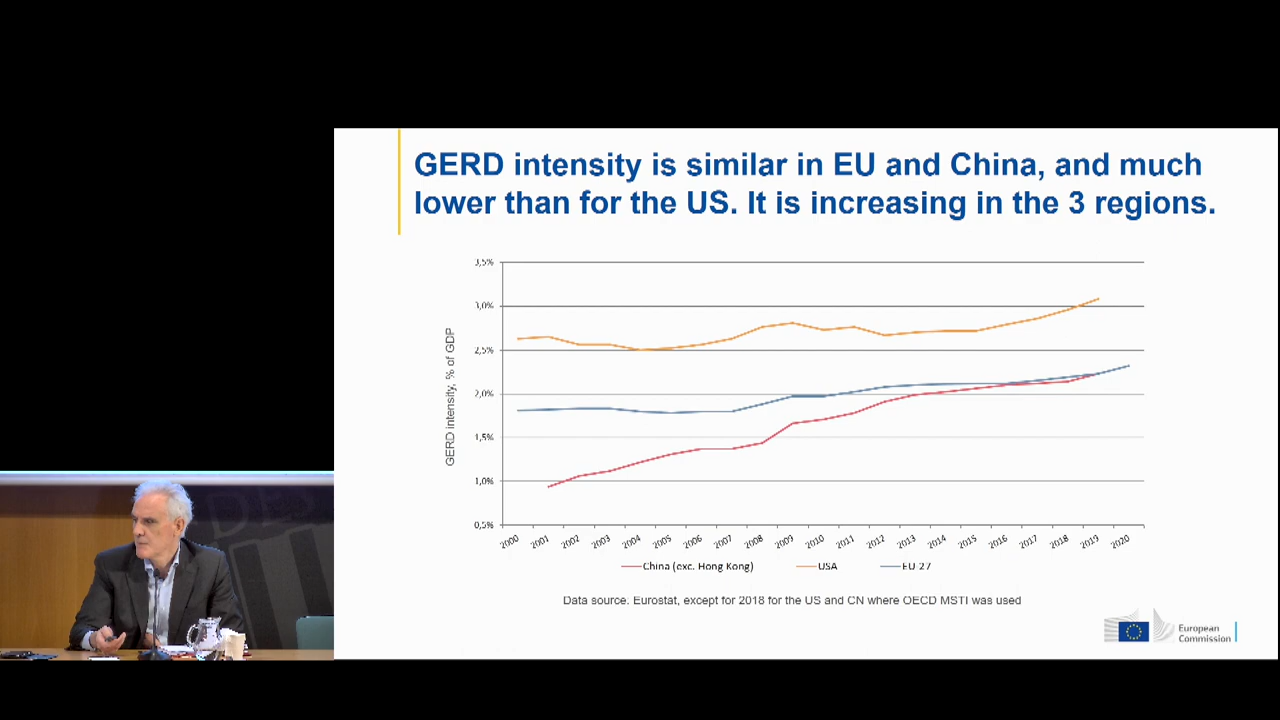 GERD intensity is similar in EU and China, and much
lower than for the US. It is increasing in the 3 regions.
3,5%
3,0%
2,5%
2,0%
1,5%
1,0%
0,5%
GERD intensity, % of GDP
2000 2001 2002 2003 2004 2005 2006 2007 2008 2009 2010 2011 2012 2013 2014 2015 2016 2017 2018 2019 2020
China (exc. Hong Kong) USA EU 27
Data source: Eurostat, except for 2018 for the US and CN where OECD MSTI was used
European
Commission